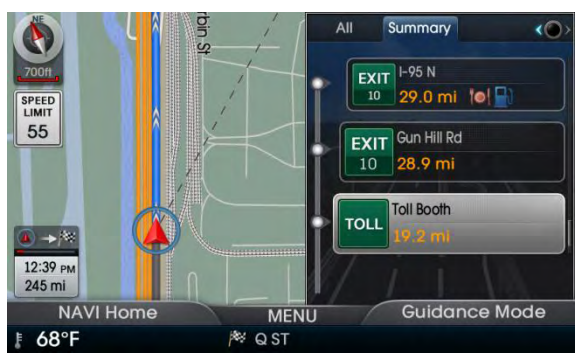 NE
700ft
SPEED
LIMIT
55
12:39 PM
245 mi
rbin St
All
Summary
EXIT
10
I-95 N
29.0 mi
EXIT
10
Gun Hill Rd
28.9 mi
TOLL
Toll Booth
19.2 mi
NAVI Home
MENU
Guidance Mode
68°F
Q ST